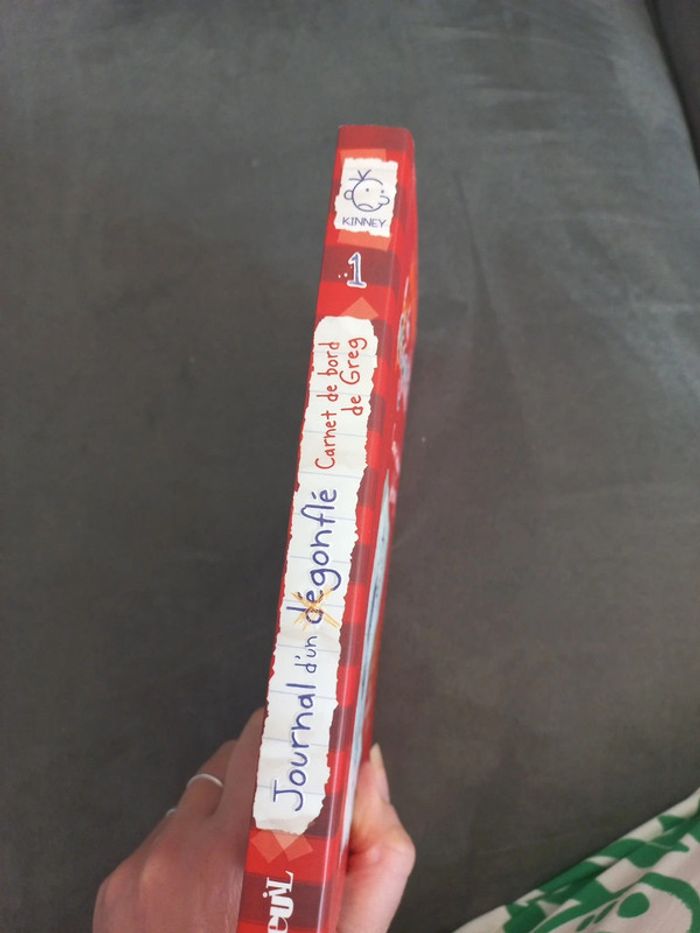 KINNEY
1
Journal d'un dégonflé
Carnet de bord
de Greg